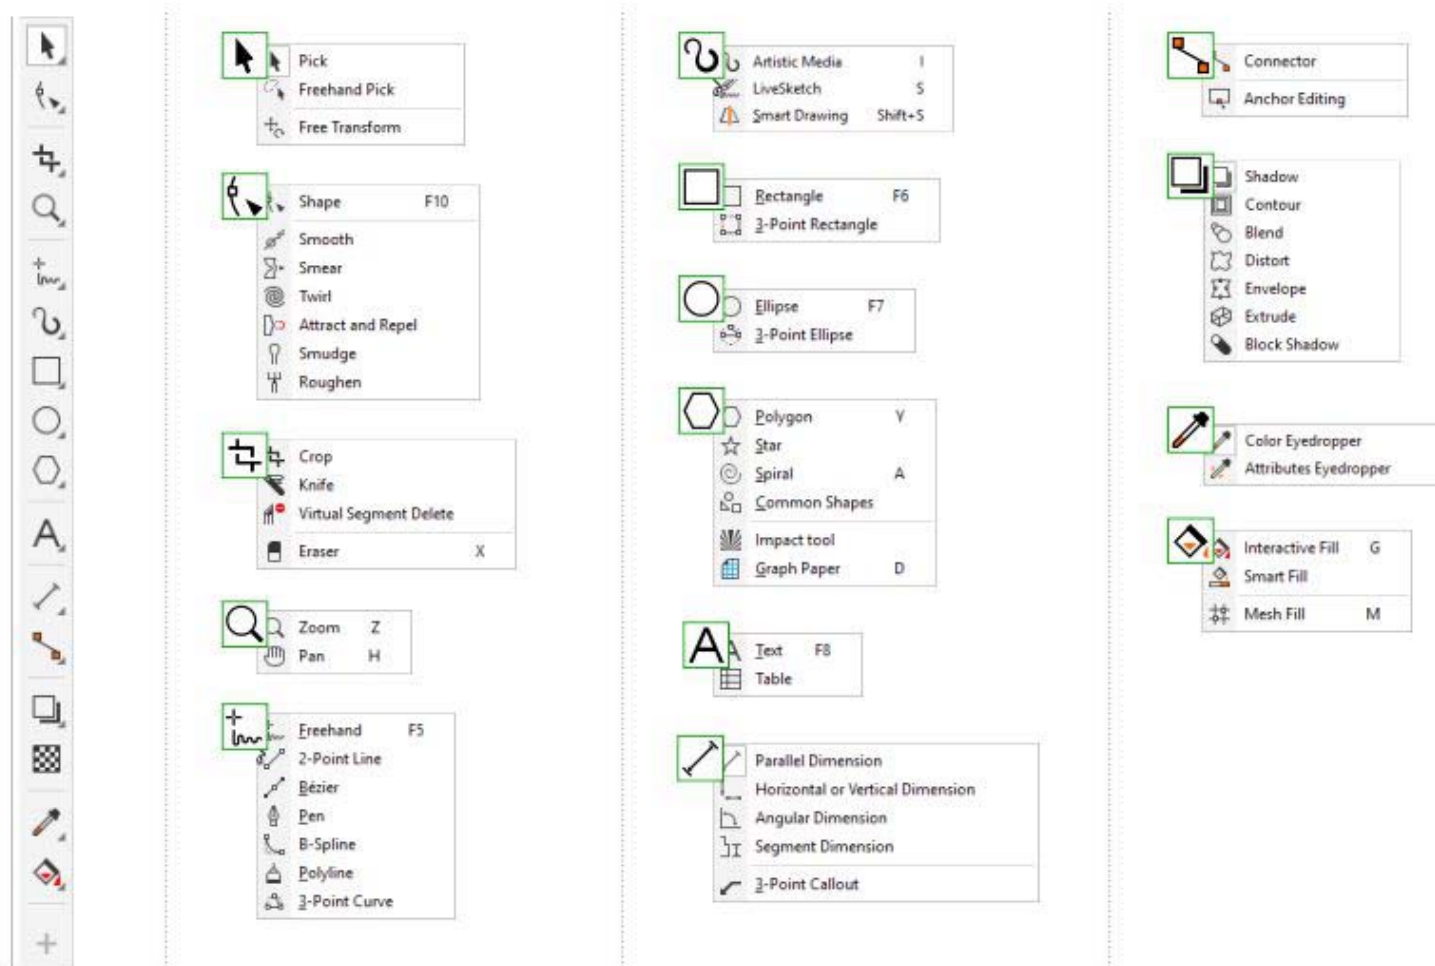 Pick
Freehand Pick
Free Transform
Shape F10
Smooth
Smear
Twirl
Attract and Repel
Smudge
Roughen
Crop
Knife
Virtual Segment Delete
Eraser X
Zoom Z
Pan H
Freehand F5
2-Point Line
Bézier
Pen
B-Spline
Polyline
3-Point Curve
Artistic Media I
LiveSketch S
Smart Drawing Shift+S
Rectangle F6
3-Point Rectangle
Ellipse F7
3-Point Ellipse
Polygon Y
Star
Spiral A
Common Shapes
Impact tool
Graph Paper D
Text F8
Table
Parallel Dimension
Horizontal or Vertical Dimension
Angular Dimension
Segment Dimension
3-Point Callout
Connector
Anchor Editing
Shadow
Contour
Blend
Distort
Envelope
Extrude
Block Shadow
Color Eyedropper
Attributes Eyedropper
Interactive Fill G
Smart Fill
Mesh Fill M